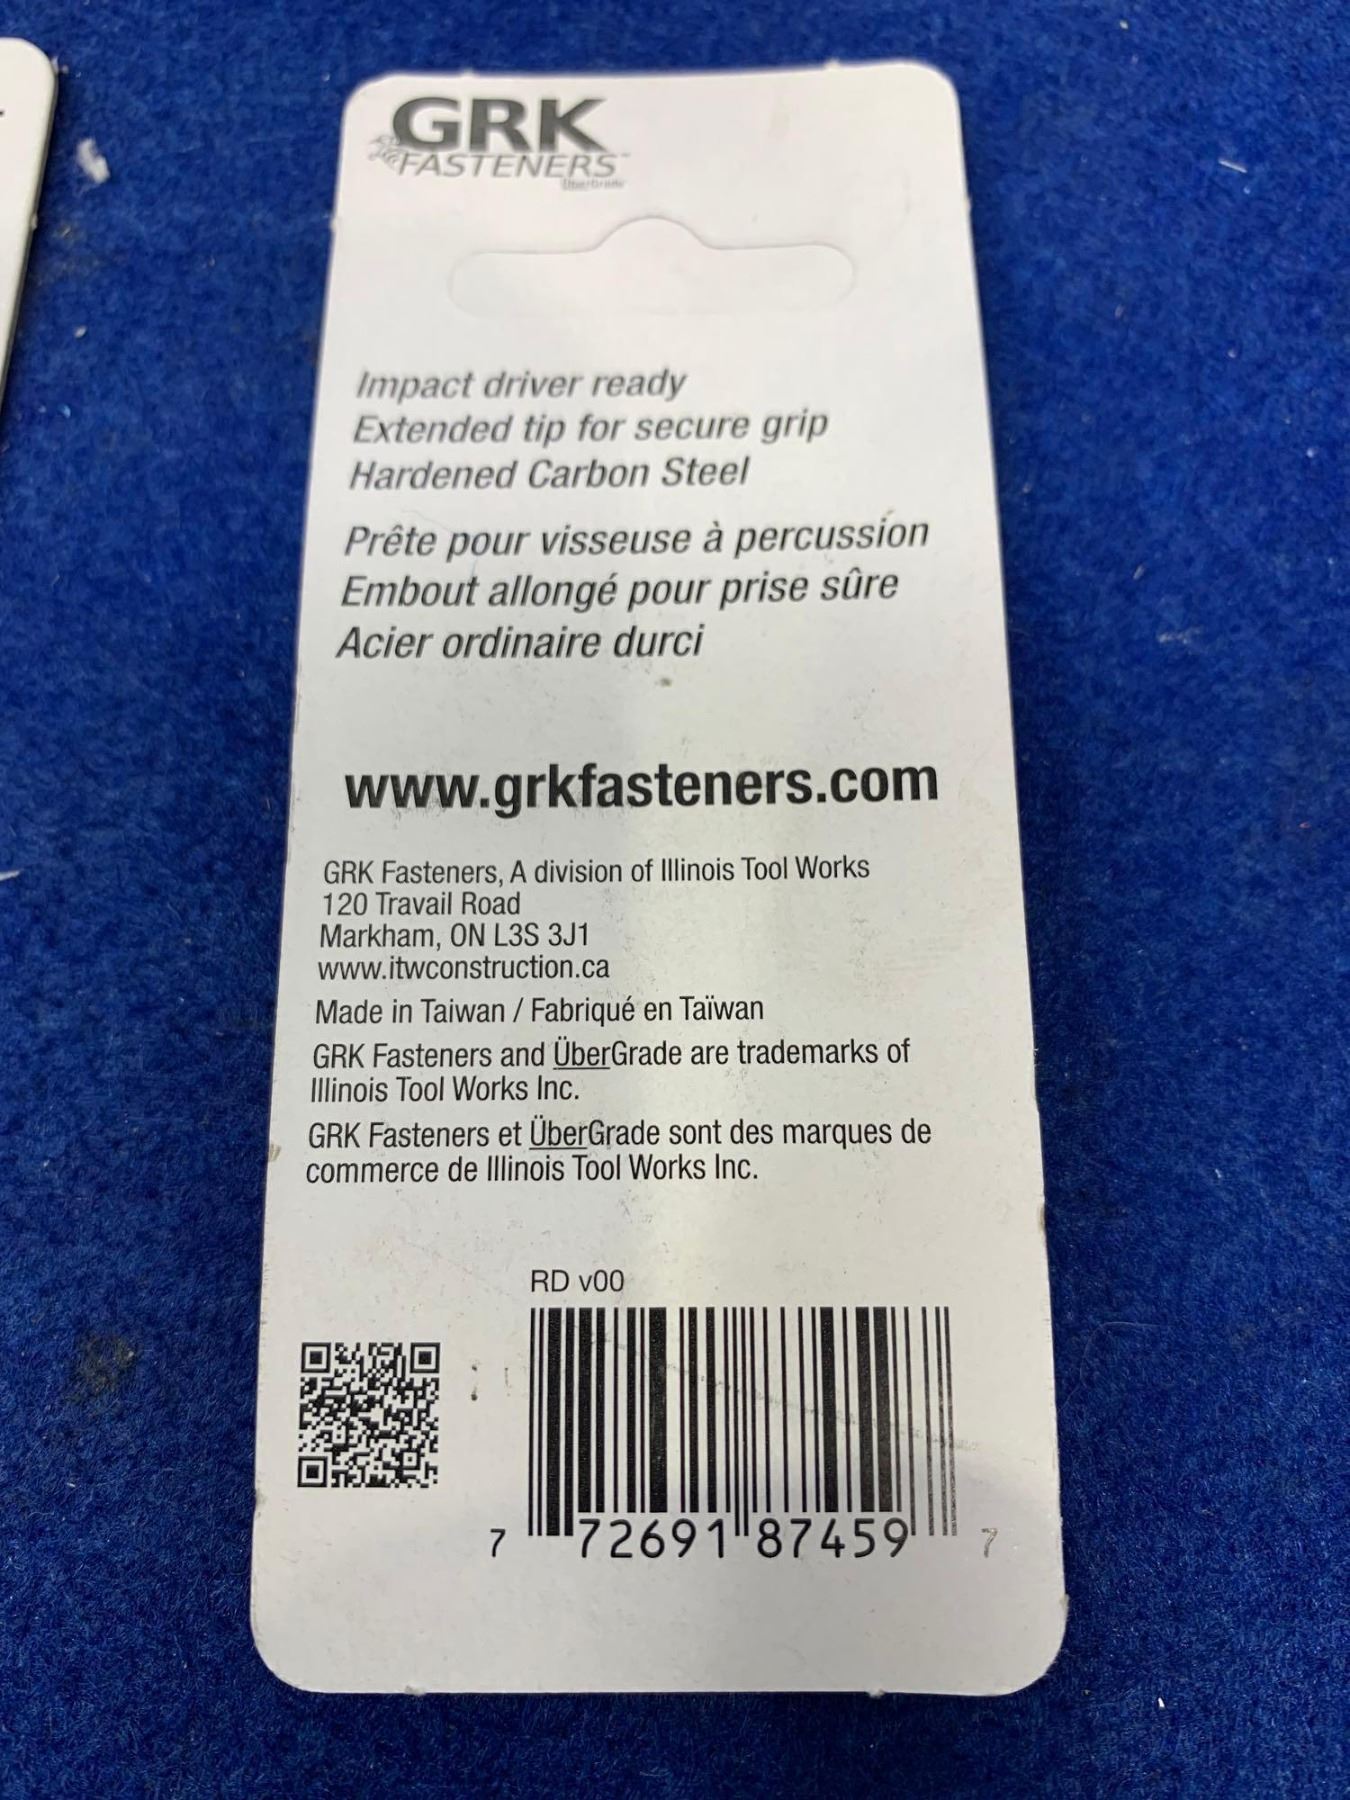 GRK
FASTENERS™
ÜberGrade
Impact driver ready
Extended tip for secure grip
Hardened Carbon Steel
Prête pour visseuse à percussion
Embout allongé pour prise sûre
Acier ordinaire durci
www.grkfasteners.com
GRK Fasteners, A division of Illinois Tool Works
120 Travail Road
Markham, ON L3S 3J1
www.itwconstruction.ca
Made in Taiwan / Fabriqué en Taïwan
GRK Fasteners and ÜberGrade are trademarks of
Illinois Tool Works Inc.
GRK Fasteners et ÜberGrade sont des marques de
commerce de Illinois Tool Works Inc.
RD v00
7 72691 87459 7